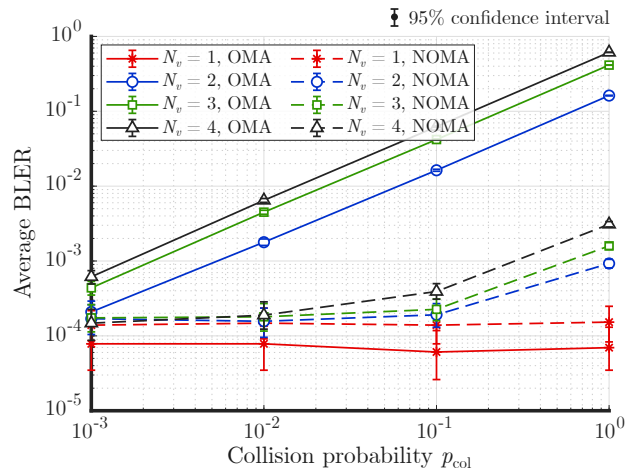 95% confidence interval
10^0
10^-1
10^-2
10^-3
10^-4
10^-5
Average BLER
N_v = 1, OMA
N_v = 2, OMA
N_v = 3, OMA
N_v = 4, OMA
N_v = 1, NOMA
N_v = 2, NOMA
N_v = 3, NOMA
N_v = 4, NOMA
10^-3
10^-2
10^-1
10^0
Collision probability p_col